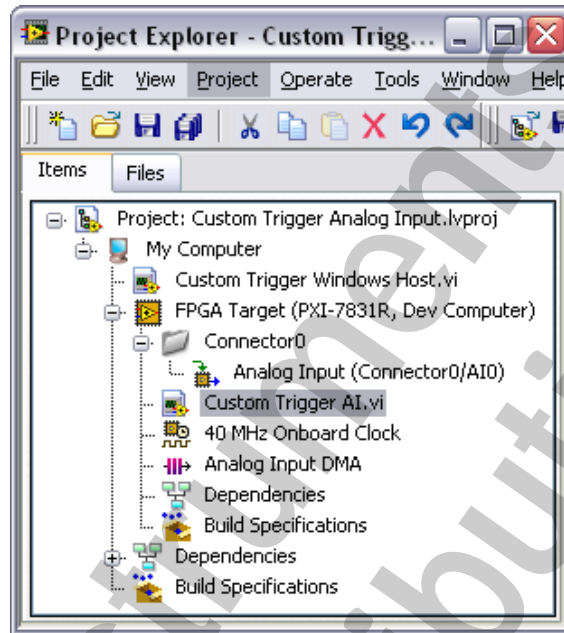 Project Explorer - Custom Trigg...
File Edit View Project Operate Tools Window Help
Items Files
Project: Custom Trigger Analog Input.lvproj
My Computer
Custom Trigger Windows Host.vi
FPGA Target (PXI-7831R, Dev Computer)
Connector0
Analog Input (Connector0/AI0)
Custom Trigger AI.vi
40 MHz Onboard Clock
Analog Input DMA
Dependencies
Build Specifications
Dependencies
Build Specifications